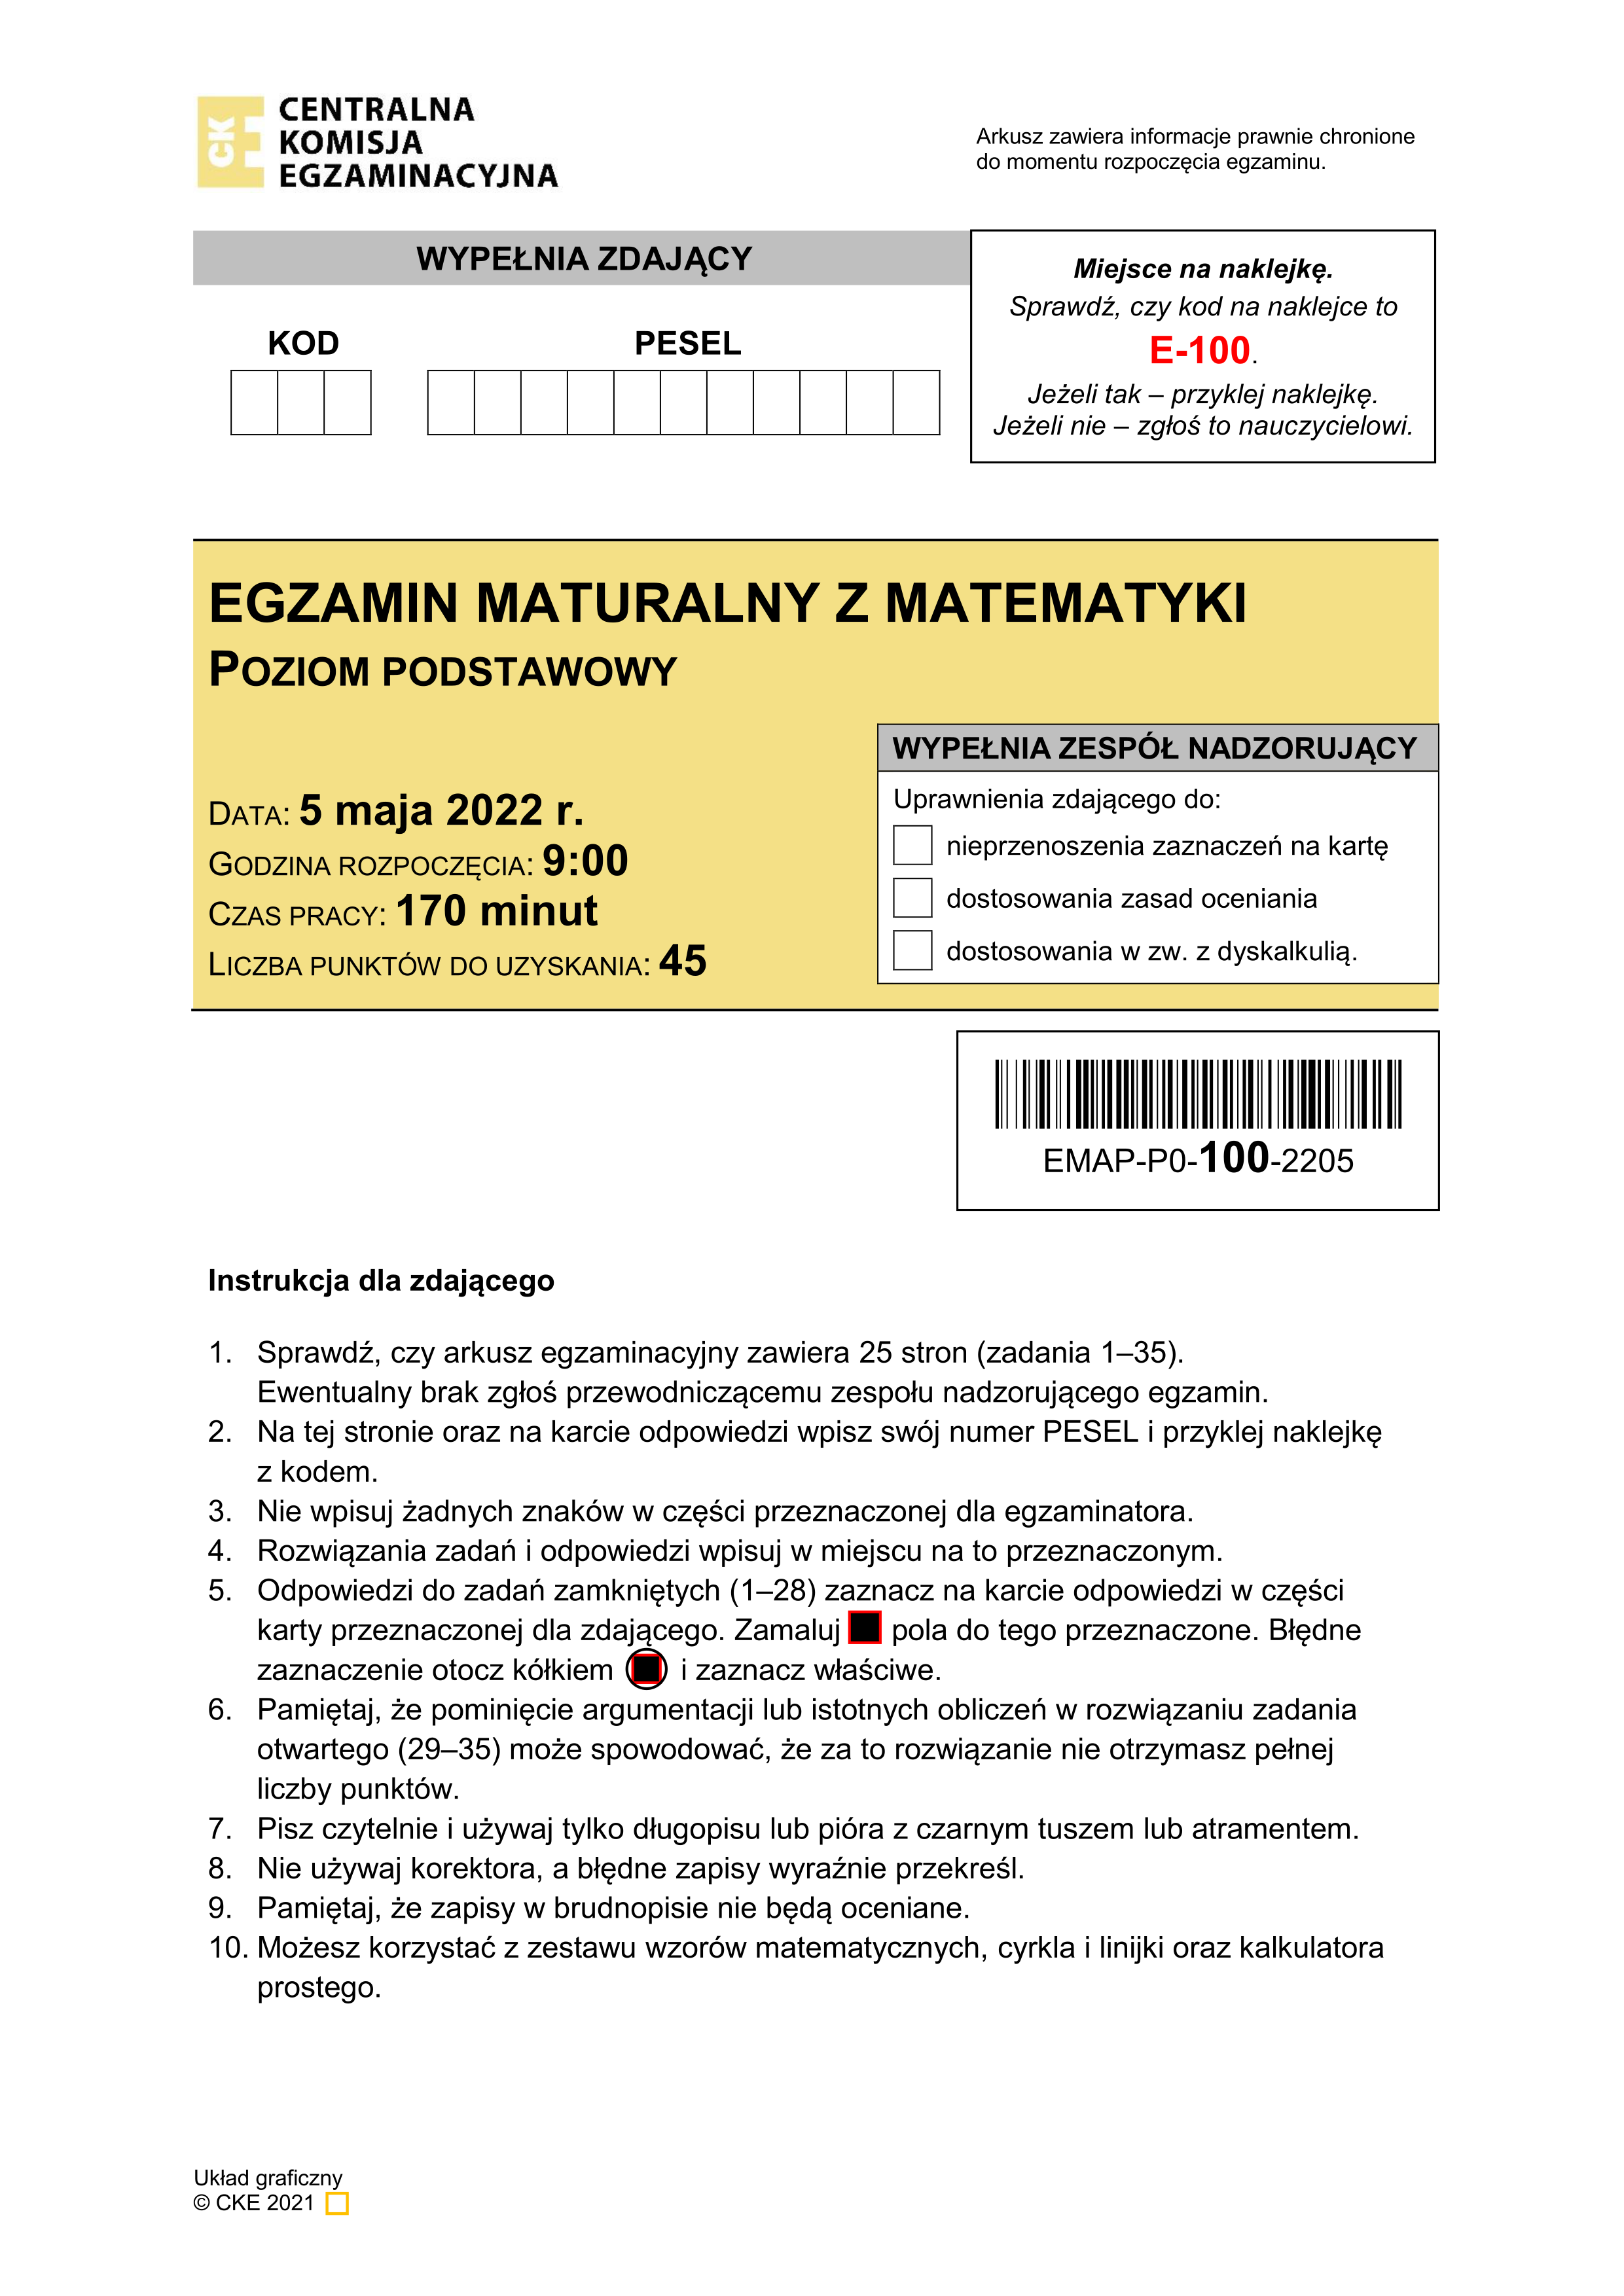 CK
CENTRALNA
KOMISJA
EGZAMINACYJNA
Arkusz zawiera informacje prawnie chronione
do momentu rozpoczęcia egzaminu.
WYPEŁNIA ZDAJĄCY
KOD
PESEL
Miejsce na naklejkę.
Sprawdź, czy kod na naklejce to
E-100.
Jeżeli tak – przyklej naklejkę.
Jeżeli nie – zgłoś to nauczycielowi.
EGZAMIN MATURALNY Z MATEMATYKI
POZIOM PODSTAWOWY
DATA: 5 maja 2022 r.
GODZINA ROZPOCZĘCIA: 9:00
CZAS PRACY: 170 minut
LICZBA PUNKTÓW DO UZYSKANIA: 45
WYPEŁNIA ZESPÓŁ NADZORUJĄCY
Uprawnienia zdającego do:
nieprzenoszenia zaznaczeń na kartę
dostosowania zasad oceniania
dostosowania w zw. z dyskalkulią.
EMAP-P0-100-2205
Instrukcja dla zdającego
1. Sprawdź, czy arkusz egzaminacyjny zawiera 25 stron (zadania 1–35).
Ewentualny brak zgłoś przewodniczącemu zespołu nadzorującego egzamin.
2. Na tej stronie oraz na karcie odpowiedzi wpisz swój numer PESEL i przyklej naklejkę
z kodem.
3. Nie wpisuj żadnych znaków w części przeznaczonej dla egzaminatora.
4. Rozwiązania zadań i odpowiedzi wpisuj w miejscu na to przeznaczonym.
5. Odpowiedzi do zadań zamkniętych (1–28) zaznacz na karcie odpowiedzi w części
karty przeznaczonej dla zdającego. Zamaluj pola do tego przeznaczone. Błędne
zaznaczenie otocz kółkiem i zaznacz właściwe.
6. Pamiętaj, że pominięcie argumentacji lub istotnych obliczeń w rozwiązaniu zadania
otwartego (29–35) może spowodować, że za to rozwiązanie nie otrzymasz pełnej
liczby punktów.
7. Pisz czytelnie i używaj tylko długopisu lub pióra z czarnym tuszem lub atramentem.
8. Nie używaj korektora, a błędne zapisy wyraźnie przekreśl.
9. Pamiętaj, że zapisy w brudnopisie nie będą oceniane.
10. Możesz korzystać z zestawu wzorów matematycznych, cyrkla i linijki oraz kalkulatora
prostego.
Układ graficzny
© CKE 2021